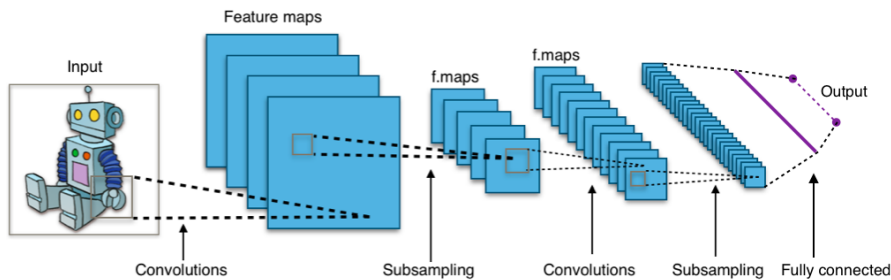 Feature maps
Input
f.maps
f.maps
Output
Convolutions
Subsampling
Convolutions
Subsampling
Fully connected